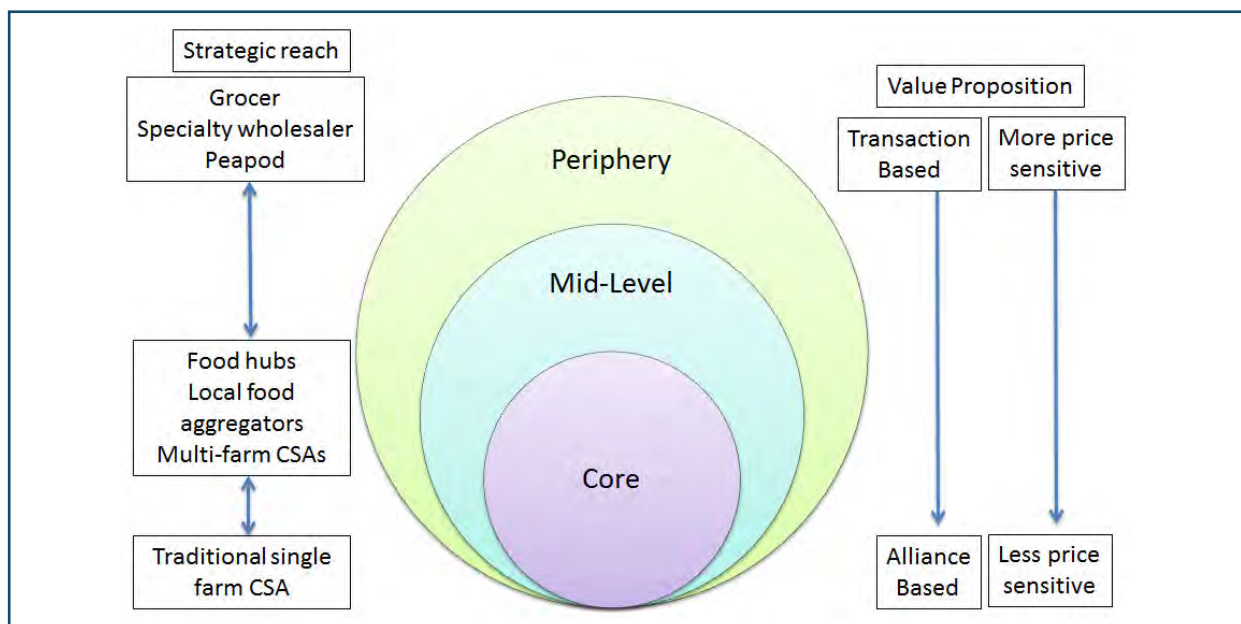 Strategic reach
Grocer
Specialty wholesaler
Peapod
Food hubs
Local food
aggregators
Multi-farm CSAs
Traditional single
farm CSA
Periphery
Mid-Level
Core
Value Proposition
Transaction
Based
More price
sensitive
Alliance
Based
Less price
sensitive